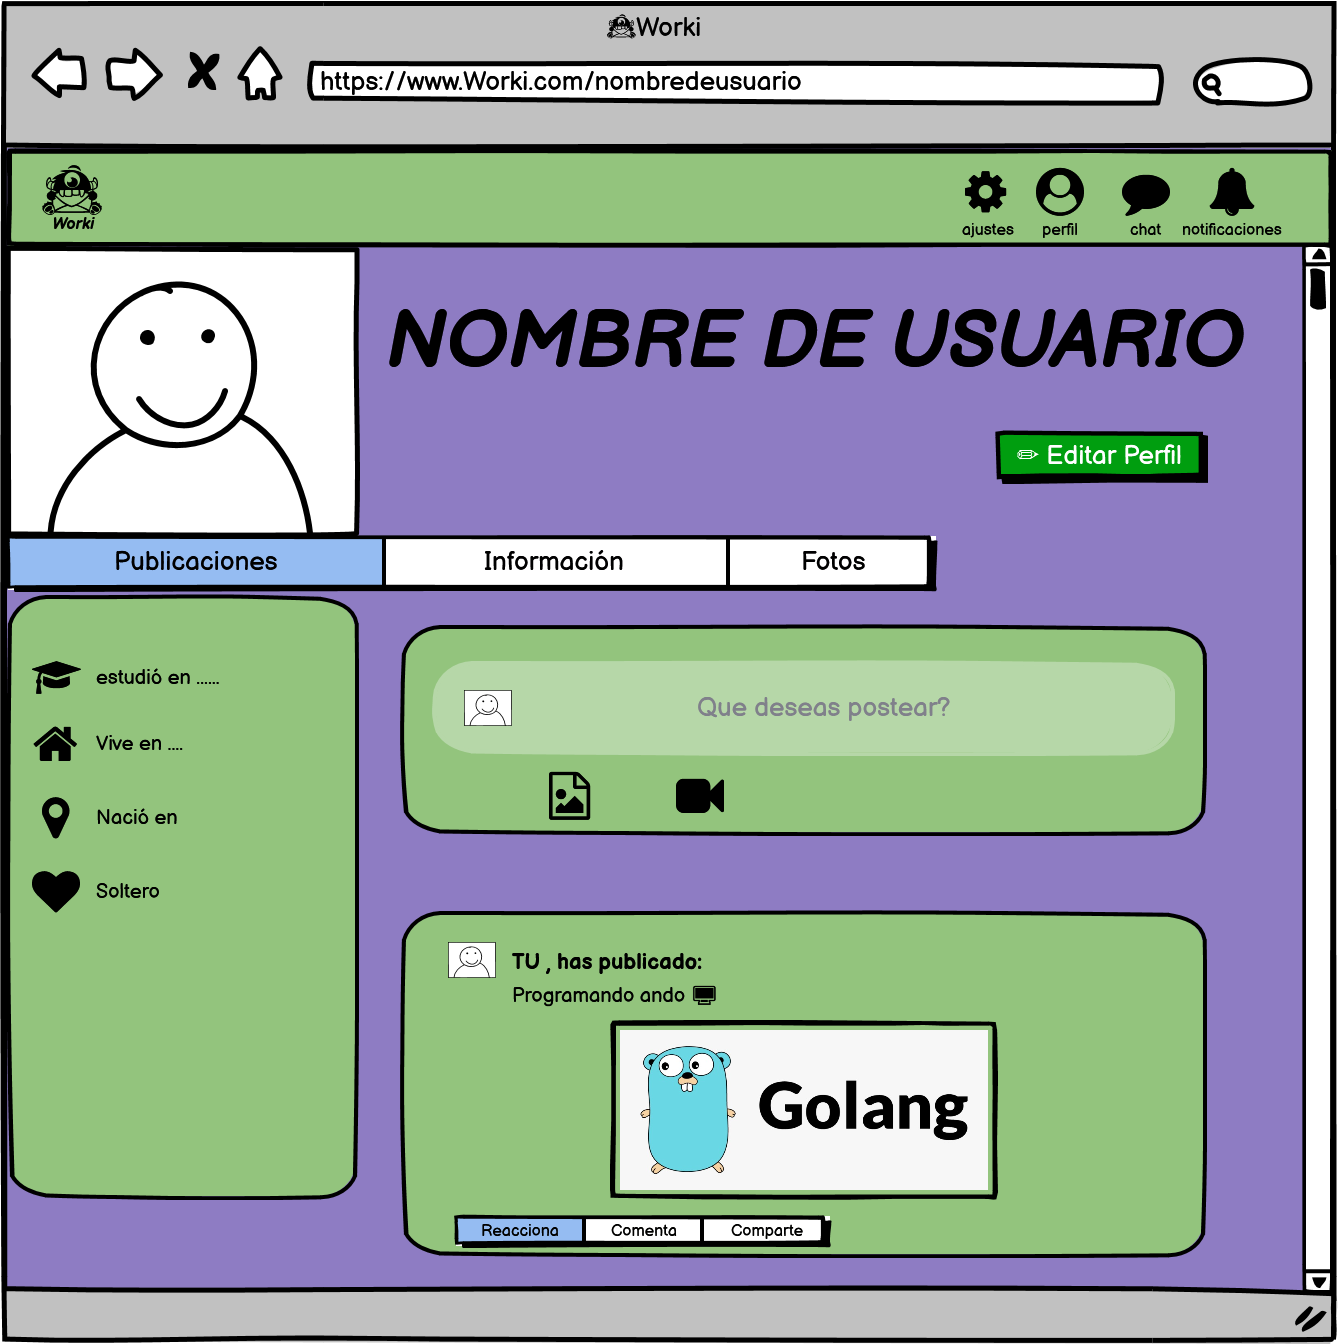 Worki
https://www.Worki.com/nombredeusuario
Worki
ajustes
perfil
chat
notificaciones
NOMBRE DE USUARIO
Editar Perfil
Publicaciones
Información
Fotos
estudió en ......
Vive en ....
Nació en
Soltero
Que deseas postear?
TU , has publicado:
Programando ando
Golang
Reacciona
Comenta
Comparte